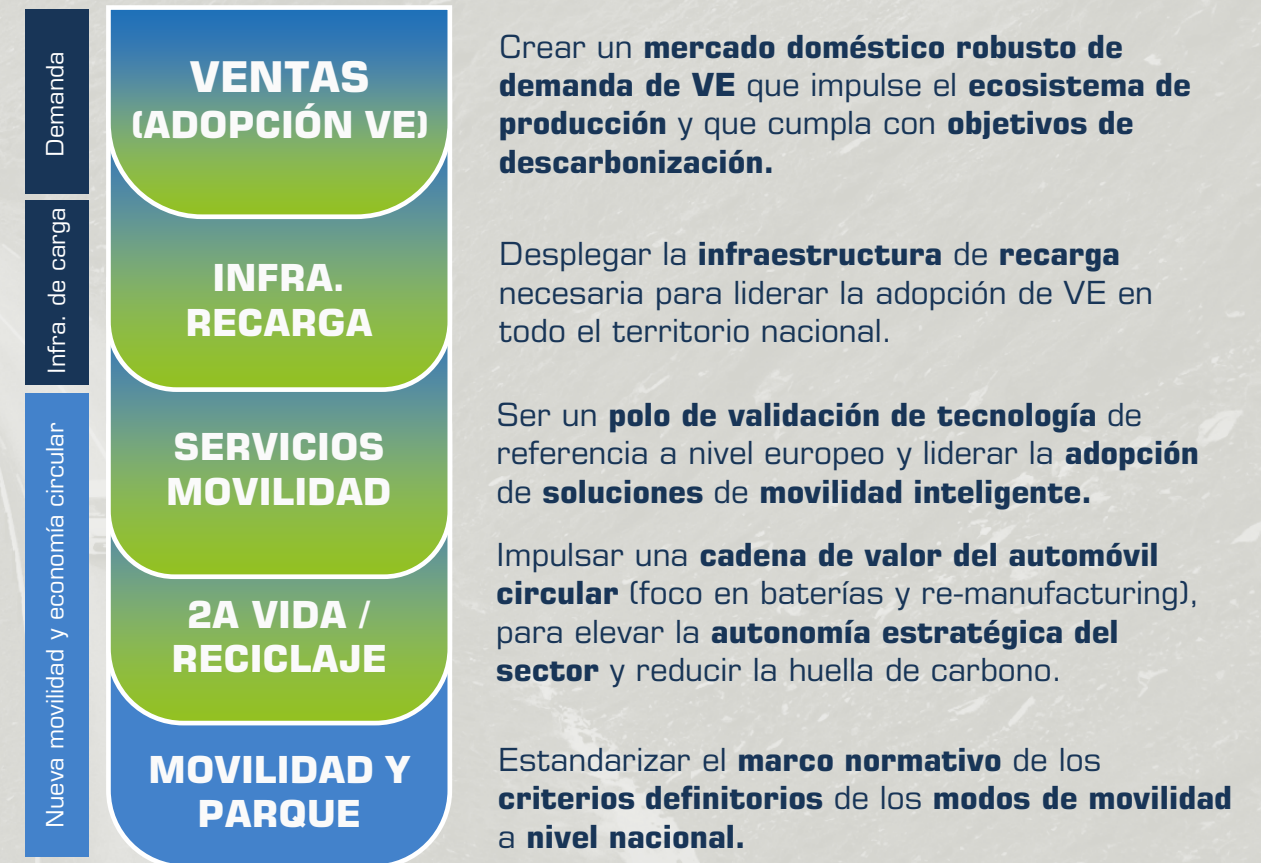 Demanda
VENTAS
(ADOPCIÓN VE)
Crear un mercado doméstico robusto de
demanda de VE que impulse el ecosistema de
producción y que cumpla con objetivos de
descarbonización.
Infra. de carga
INFRA.
RECARGA
Desplegar la infraestructura de recarga
necesaria para liderar la adopción de VE en
todo el territorio nacional.
Nueva movilidad y economía circular
SERVICIOS
MOVILIDAD
Ser un polo de validación de tecnología de
referencia a nivel europeo y liderar la adopción
de soluciones de movilidad inteligente.
2A VIDA /
RECICLAJE
Impulsar una cadena de valor del automóvil
circular (foco en baterías y re-manufacturing),
para elevar la autonomía estratégica del
sector y reducir la huella de carbono.
MOVILIDAD Y
PARQUE
Estandarizar el marco normativo de los
criterios definitorios de los modos de movilidad
a nivel nacional.